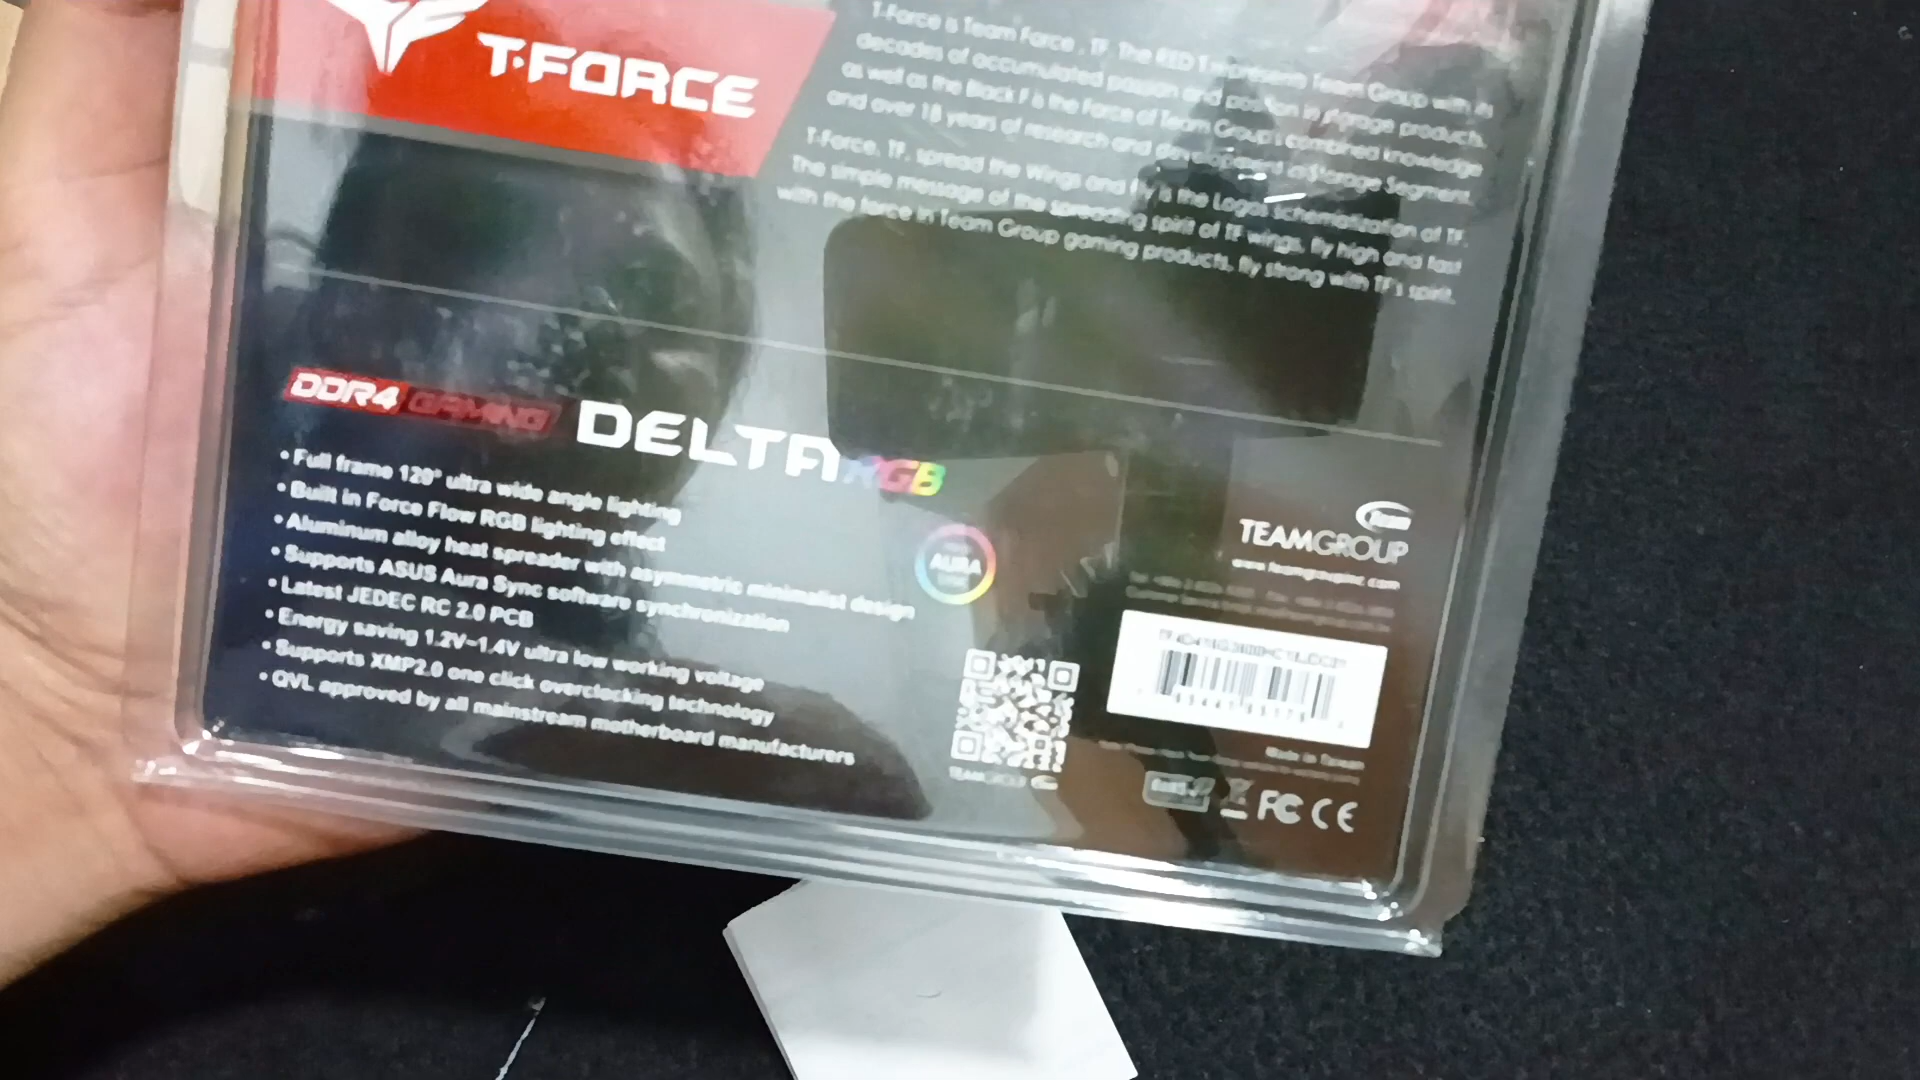 T-FORCE
T-Force is Team Force , TF. The RED T represents Team Group with its
decades of accumulated passion and position in storage products,
as well as the Black F is the Force of Team Group's combined knowledge
and over 18 years of research and development in Storage Segment.
T-Force, TF, spread the Wings and Fly is the Logos schematisation of TF.
The simple message of the spreading spirit of TF wings, fly high and fast
with the force in Team Group gaming products, fly strong with TF's spirit.
DDR4 GAMING DELTA RGB
• Full frame 120° ultra wide angle lighting
• Built in Force Flow RGB lighting effect
• Aluminum alloy heat spreader with asymmetric minimalist design
• Supports ASUS Aura Sync software synchronization
• Latest JEDEC RC 2.0 PCB
• Energy saving 1.2V~1.4V ultra low working voltage
• Supports XMP2.0 one click overclocking technology
• QVL approved by all mainstream motherboard manufacturers
AURA
Team
TEAMGROUP
www.teamgroupinc.com
TEAMGROUP
Made in Taiwan
RoHS
FC CE